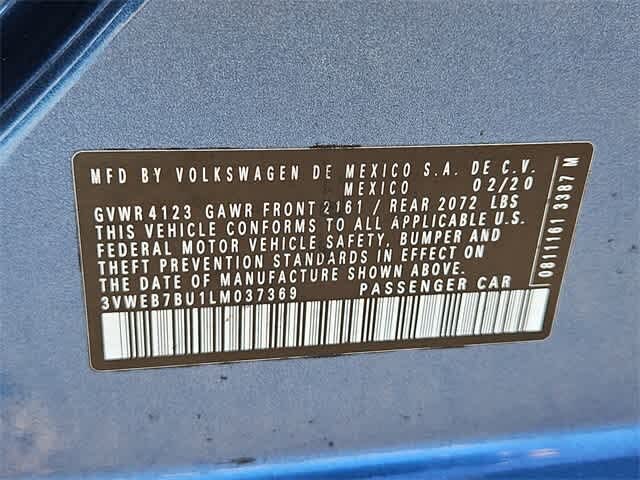 MFD BY VOLKSWAGEN DE MEXICO S.A. DE C.V.
MEXICO 02/20
GVWR 4123 GAWR FRONT 2161 / REAR 2072 LBS
THIS VEHICLE CONFORMS TO ALL APPLICABLE U.S.
FEDERAL MOTOR VEHICLE SAFETY, BUMPER AND
THEFT PREVENTION STANDARDS IN EFFECT ON
THE DATE OF MANUFACTURE SHOWN ABOVE.
3VWEB7BU1LM037369 PASSENGER CAR
0811161 3387 M